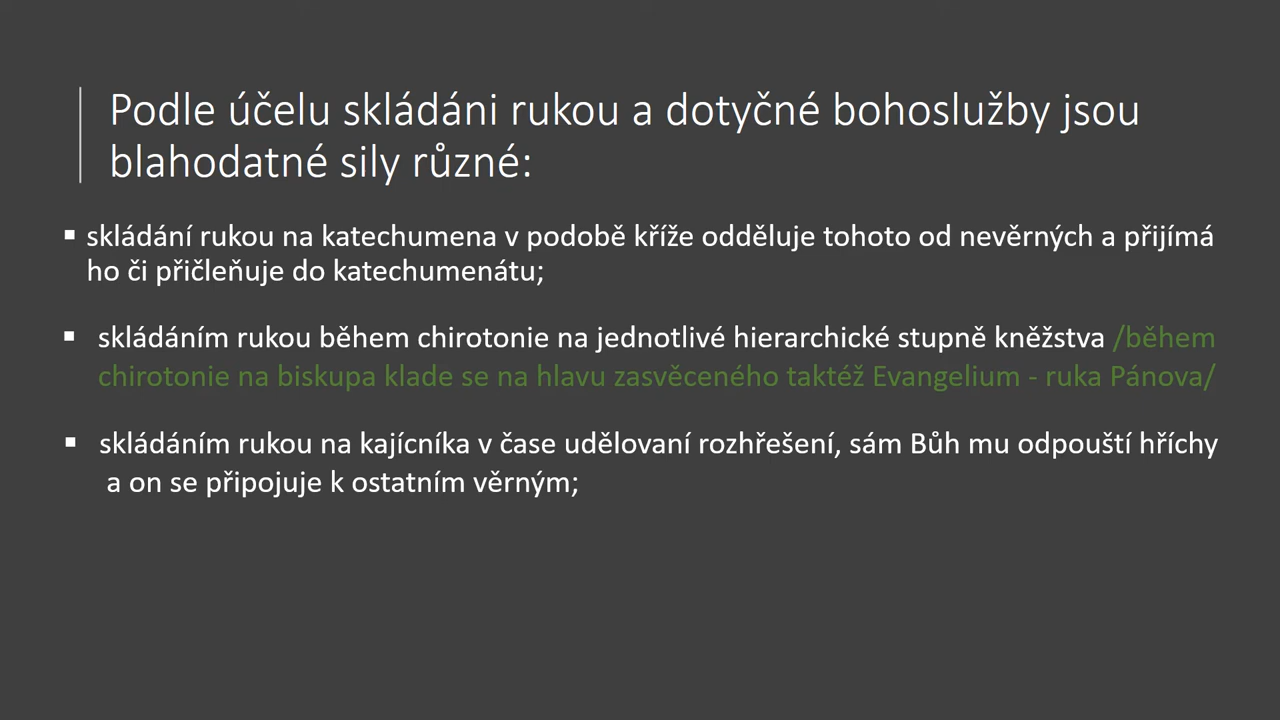 Podle účelu skládáni rukou a dotyčné bohoslužby jsou
blahodatné sily různé:
▪ skládání rukou na katechumena v podobě kříže odděluje tohoto od nevěrných a přijímá
ho či přičleňuje do katechumenátu;
▪ skládáním rukou během chirotonie na jednotlivé hierarchické stupně kněžstva /během
chirotonie na biskupa klade se na hlavu zasvěceného taktéž Evangelium - ruka Pánova/
▪ skládáním rukou na kajícníka v čase udělovaní rozhřešení, sám Bůh mu odpouští hříchy
a on se připojuje k ostatním věrným;